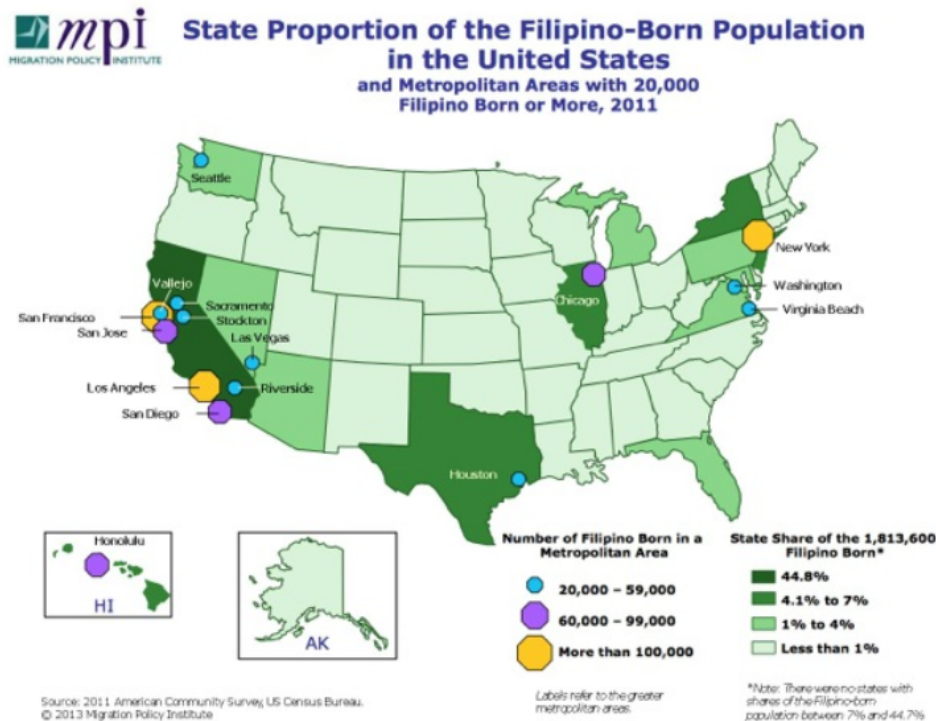 mpi
MIGRATION POLICY INSTITUTE
State Proportion of the Filipino-Born Population
in the United States
and Metropolitan Areas with 20,000
Filipino Born or More, 2011
Seattle
New York
Washington
Virginia Beach
Chicago
Vallejo
Sacramento
San Francisco
Stockton
San Jose
Las Vegas
Los Angeles
Riverside
San Diego
Houston
Honolulu
HI
AK
Number of Filipino Born in a
Metropolitan Area
20,000 – 59,000
60,000 – 99,000
More than 100,000
Labels refer to the greater
metropolitan areas.
State Share of the 1,813,600
Filipino Born*
44.8%
4.1% to 7%
1% to 4%
Less than 1%
*Note: There were no states with
shares of the Filipino-born
population between 7% and 44.7%
Source: 2011 American Community Survey, US Census Bureau.
© 2013 Migration Policy Institute